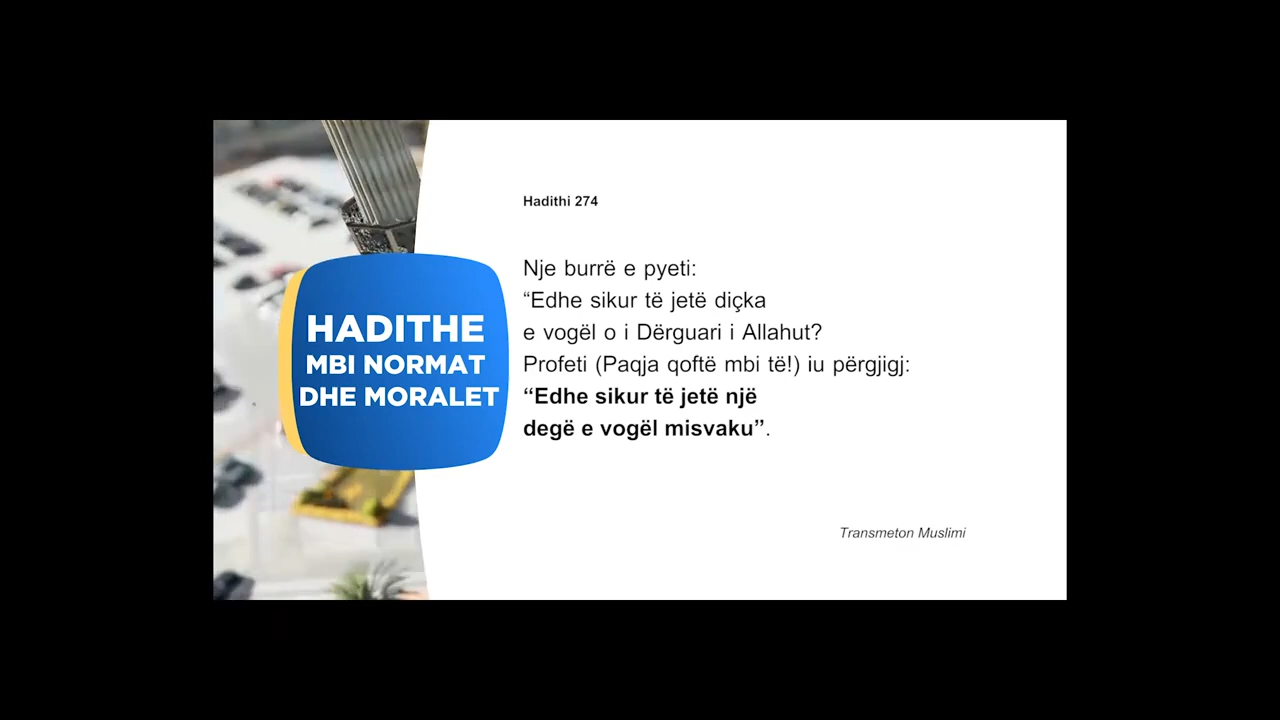 HADITHE
MBI NORMAT
DHE MORALET
Hadithi 274
Nje burrë e pyeti:
“Edhe sikur të jetë diçka
e vogël o i Dërguari i Allahut?
Profeti (Paqja qoftë mbi të!) iu përgjigj:
“Edhe sikur të jetë një
degë e vogël misvaku”.
Transmeton Muslimi